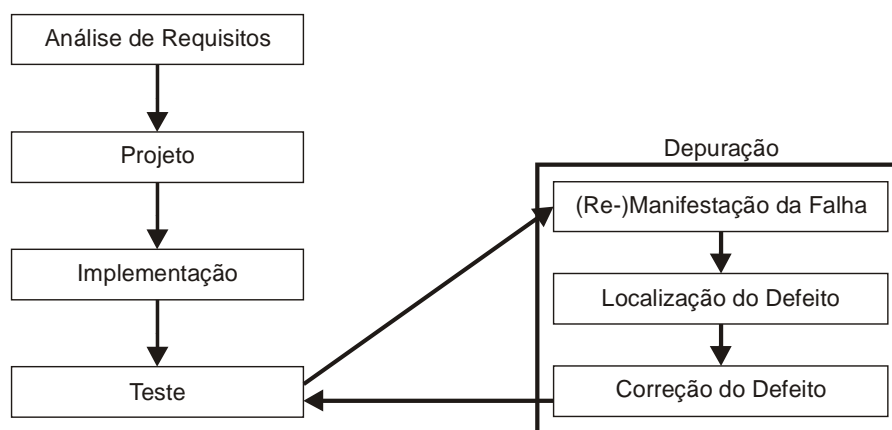 Análise de Requisitos
Projeto
Implementação
Teste
Depuração
(Re-)Manifestação da Falha
Localização do Defeito
Correção do Defeito